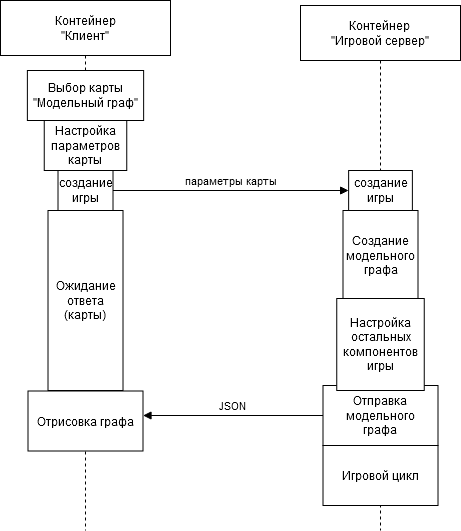 Контейнер
"Клиент"
Контейнер
"Игровой сервер"
Выбор карты
"Модельный граф"
Настройка
параметров
карты
создание
игры
параметры карты
создание
игры
Создание
модельного
графа
Ожидание
ответа
(карты)
Настройка
остальных
компонентов
игры
Отрисовка графа
JSON
Отправка
модельного
графа
Игровой цикл